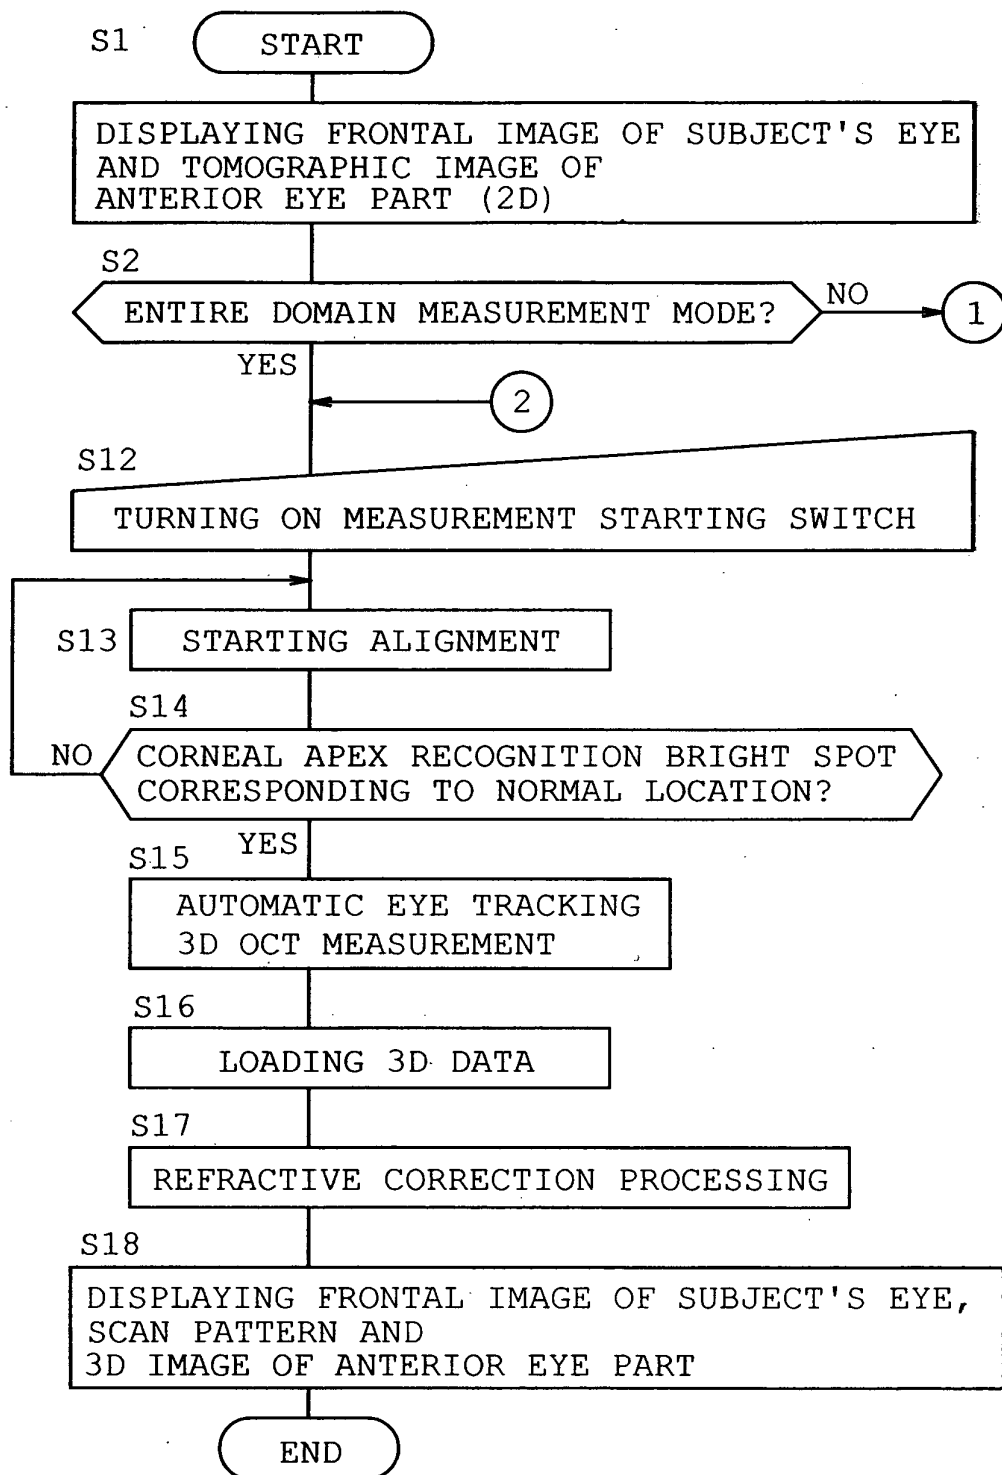 S1
START
DISPLAYING FRONTAL IMAGE OF SUBJECT'S EYE
AND TOMOGRAPHIC IMAGE OF
ANTERIOR EYE PART (2D)
S2
ENTIRE DOMAIN MEASUREMENT MODE?
NO
1
YES
2
S12
TURNING ON MEASUREMENT STARTING SWITCH
S13
STARTING ALIGNMENT
S14
NO
CORNEAL APEX RECOGNITION BRIGHT SPOT
CORRESPONDING TO NORMAL LOCATION?
YES
S15
AUTOMATIC EYE TRACKING
3D OCT MEASUREMENT
S16
LOADING 3D DATA
S17
REFRACTIVE CORRECTION PROCESSING
S18
DISPLAYING FRONTAL IMAGE OF SUBJECT'S EYE,
SCAN PATTERN AND
3D IMAGE OF ANTERIOR EYE PART
END